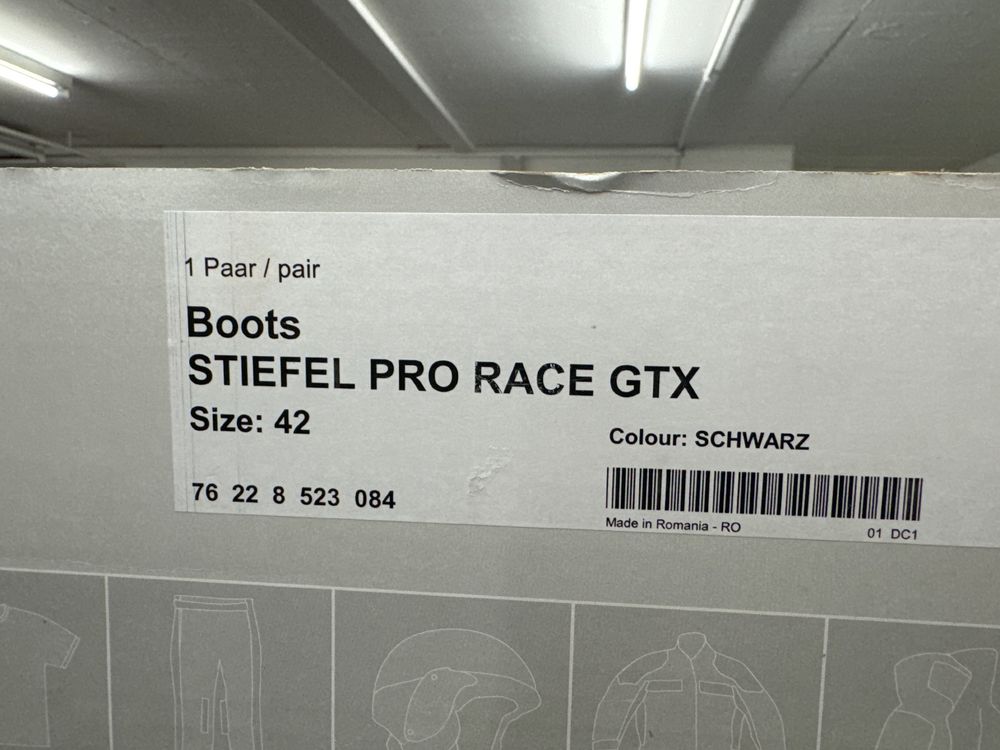 1 Paar / pair
Boots
STIEFEL PRO RACE GTX
Size: 42
Colour: SCHWARZ
76 22 8 523 084
Made in Romania - RO
01 DC1